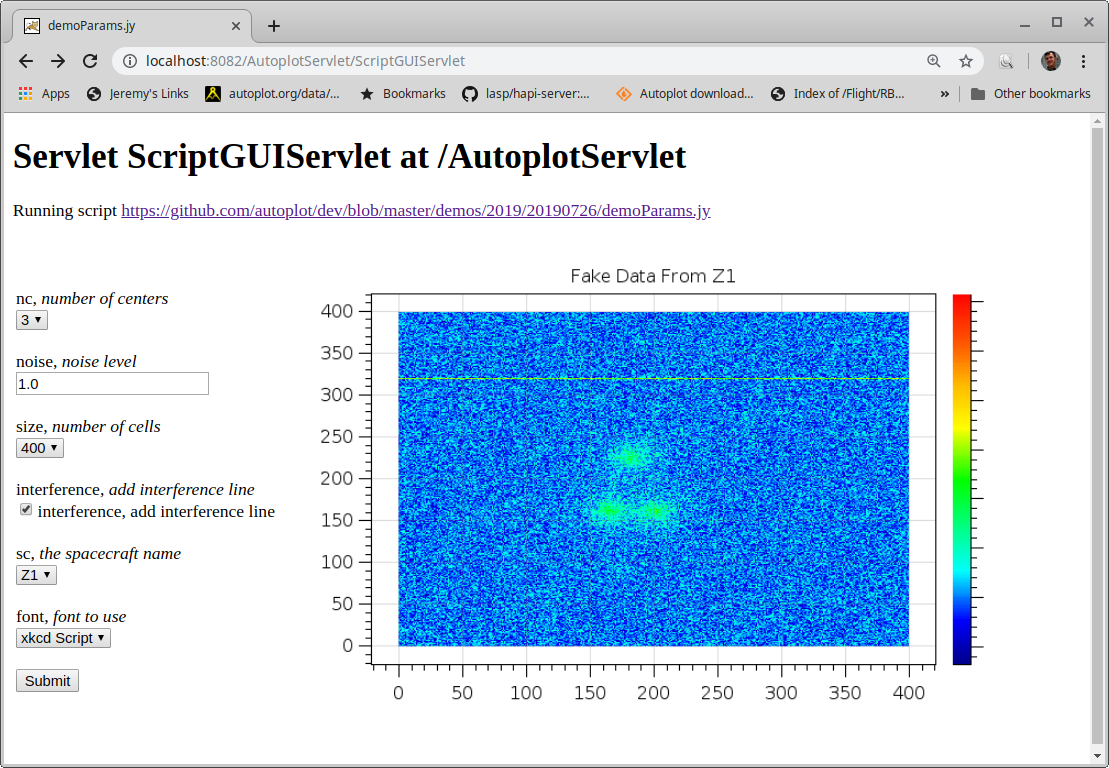 demoParams.jy
localhost:8082/AutoplotServlet/ScriptGUIServlet
Apps Jeremy's Links autoplot.org/data/... Bookmarks lasp/hapi-server:... Autoplot download... Index of /Flight/RB... » Other bookmarks
Servlet ScriptGUIServlet at /AutoplotServlet
Running script https://github.com/autoplot/dev/blob/master/demos/2019/20190726/demoParams.jy
nc, number of centers
3
noise, noise level
1.0
size, number of cells
400
interference, add interference line
interference, add interference line
sc, the spacecraft name
Z1
font, font to use
xkcd Script
Submit
Fake Data From Z1
400
350
300
250
200
150
100
50
0
0 50 100 150 200 250 300 350 400